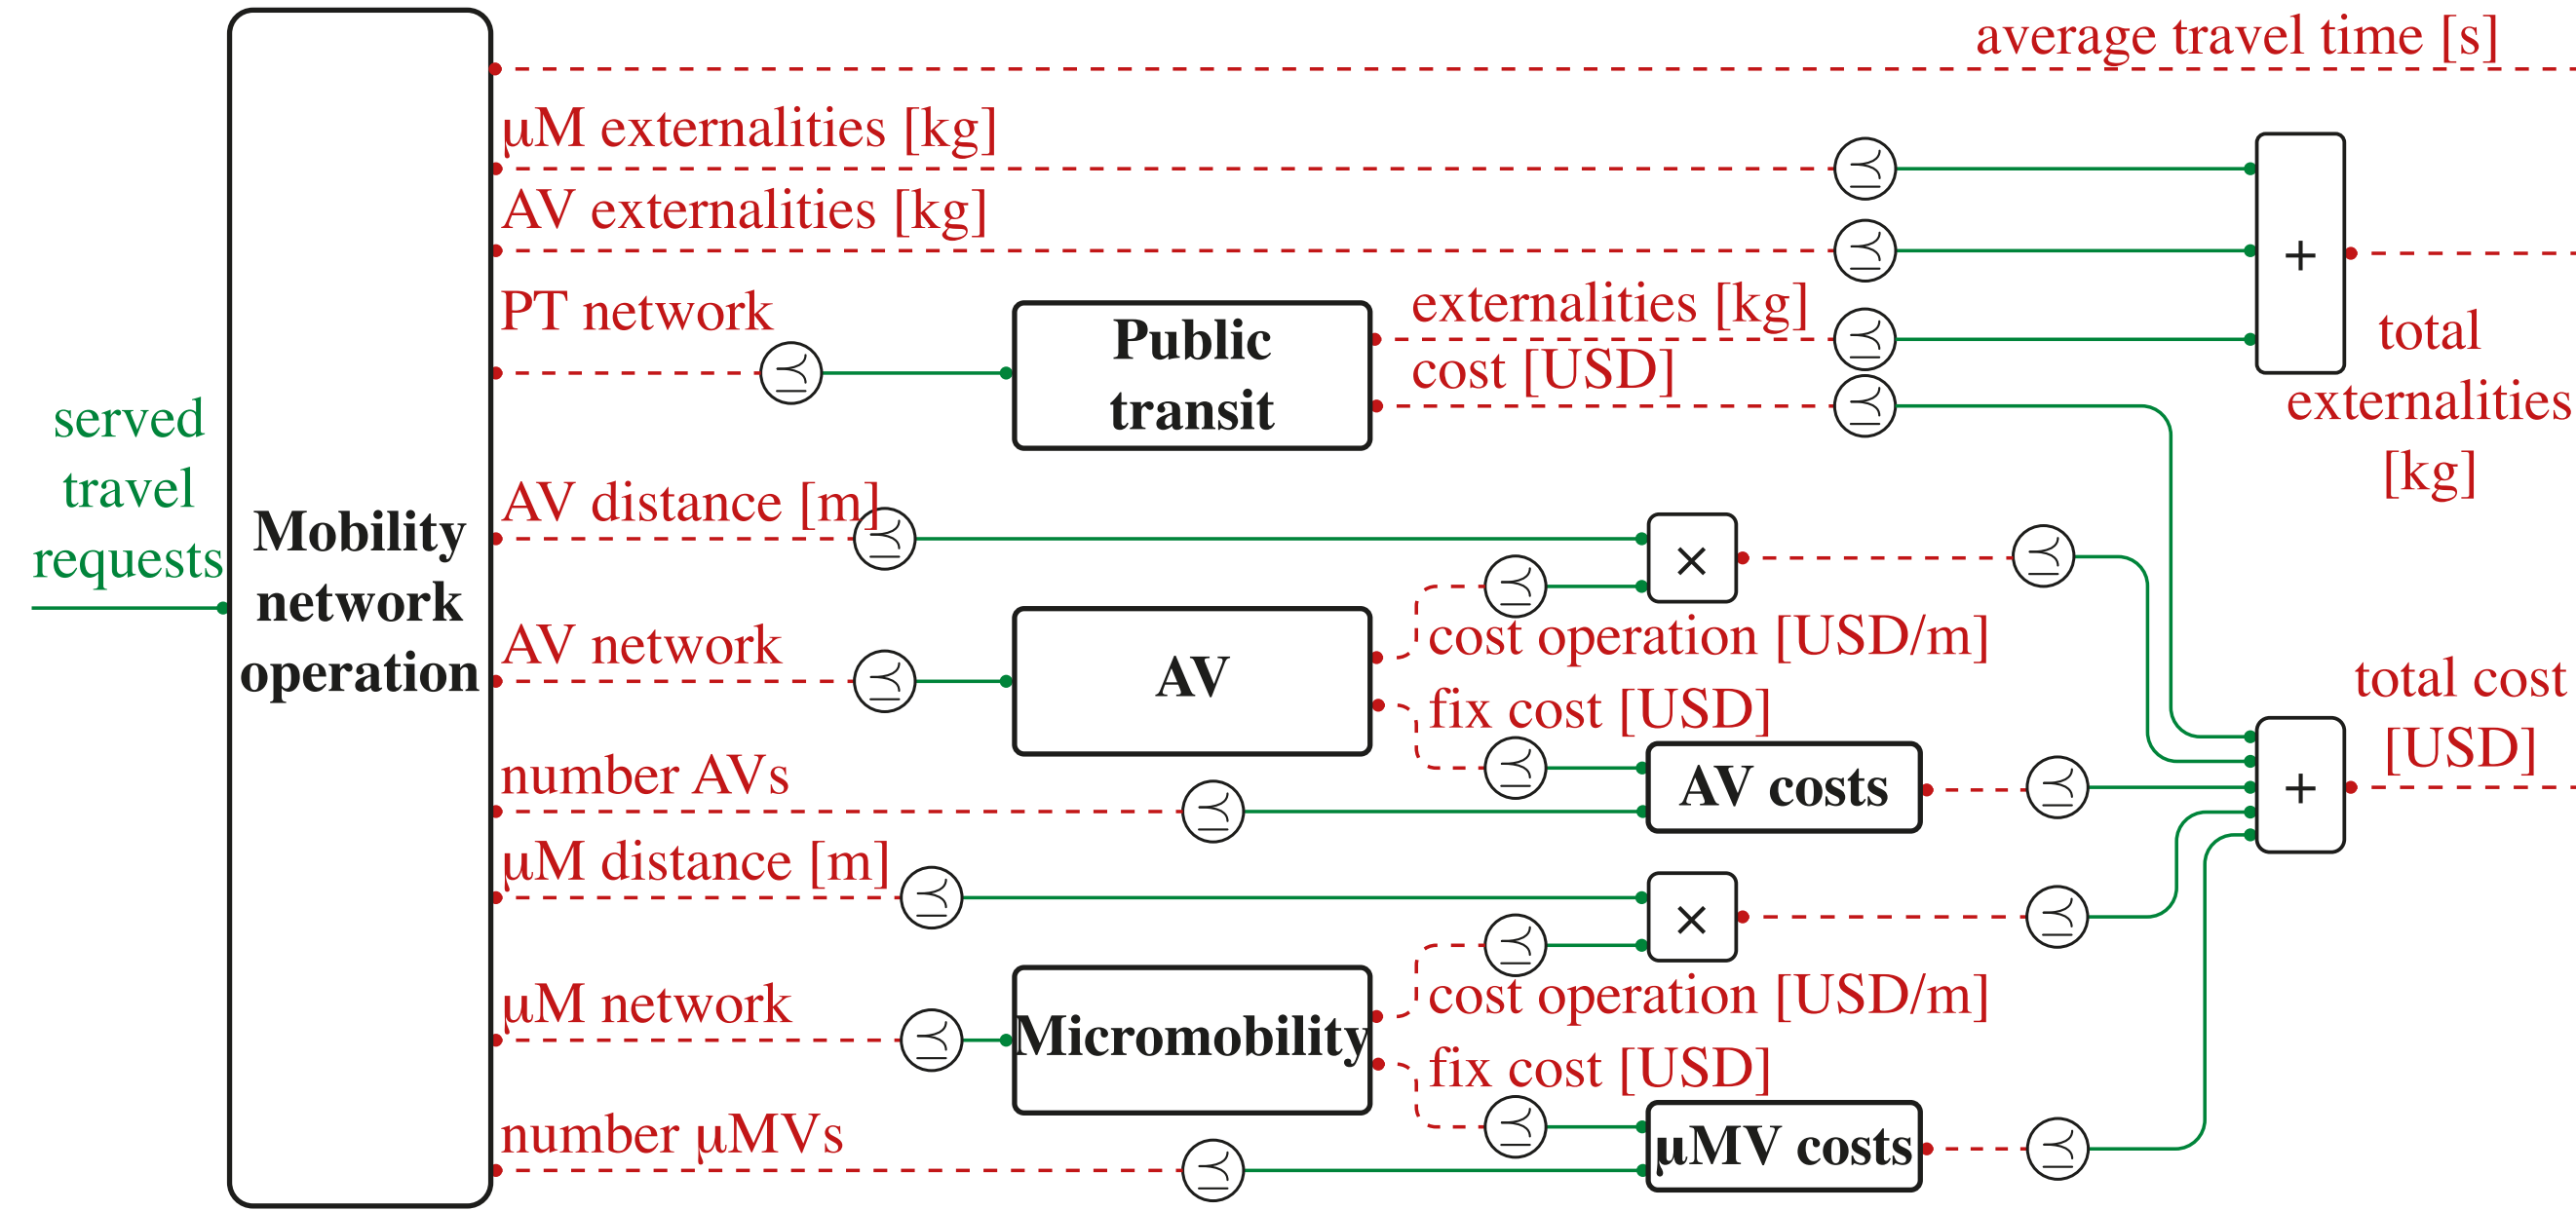 average travel time [s]
μM externalities [kg]
AV externalities [kg]
+
PT network
Public
transit
externalities [kg]
cost [USD]
total
externalities
[kg]
served
travel
requests
Mobility
network
operation
AV distance [m]
×
AV network
AV
cost operation [USD/m]
fix cost [USD]
total cost
[USD]
number AVs
AV costs
+
μM distance [m]
×
μM network
Micromobility
cost operation [USD/m]
fix cost [USD]
number μMVs
μMV costs